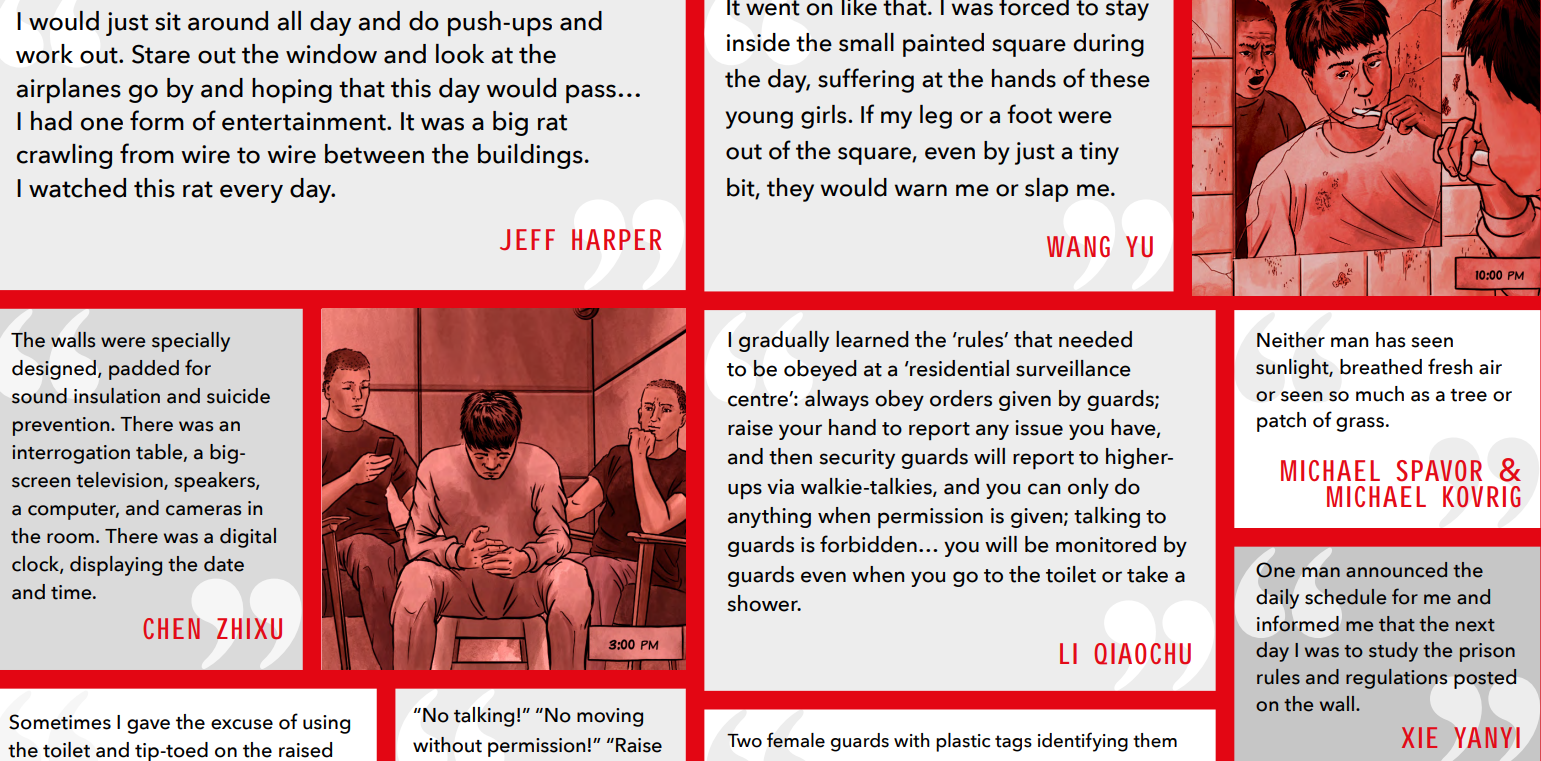 I would just sit around all day and do push-ups and
work out. Stare out the window and look at the
airplanes go by and hoping that this day would pass…
I had one form of entertainment. It was a big rat
crawling from wire to wire between the buildings.
I watched this rat every day.
JEFF HARPER
It went on like that. I was forced to stay
inside the small painted square during
the day, suffering at the hands of these
young girls. If my leg or a foot were
out of the square, even by just a tiny
bit, they would warn me or slap me.
WANG YU
10:00 PM
The walls were specially
designed, padded for
sound insulation and suicide
prevention. There was an
interrogation table, a big-
screen television, speakers,
a computer, and cameras in
the room. There was a digital
clock, displaying the date
and time.
CHEN ZHIXU
3:00 PM
I gradually learned the ‘rules’ that needed
to be obeyed at a ‘residential surveillance
centre’: always obey orders given by guards;
raise your hand to report any issue you have,
and then security guards will report to higher-
ups via walkie-talkies, and you can only do
anything when permission is given; talking to
guards is forbidden… you will be monitored by
guards even when you go to the toilet or take a
shower.
LI QIAOCHU
Neither man has seen
sunlight, breathed fresh air
or seen so much as a tree or
patch of grass.
MICHAEL SPAVOR &
MICHAEL KOVRIG
One man announced the
daily schedule for me and
informed me that the next
day I was to study the prison
rules and regulations posted
on the wall.
XIE YANYI
Sometimes I gave the excuse of using
the toilet and tip-toed on the raised
“No talking!” “No moving
without permission!” “Raise
Two female guards with plastic tags identifying them